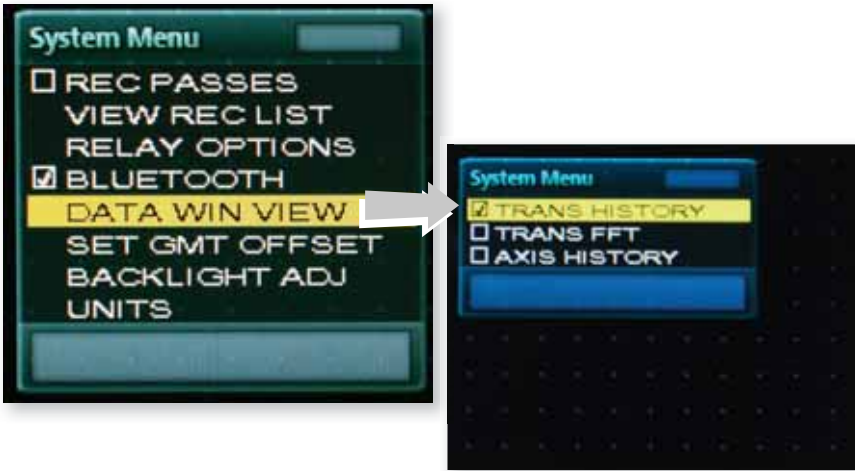 System Menu
☐ REC PASSES
VIEW REC LIST
RELAY OPTIONS
☑ BLUETOOTH
DATA WIN VIEW
SET GMT OFFSET
BACKLIGHT ADJ
UNITS
System Menu
☑ TRANS HISTORY
☐ TRANS FFT
☐ AXIS HISTORY